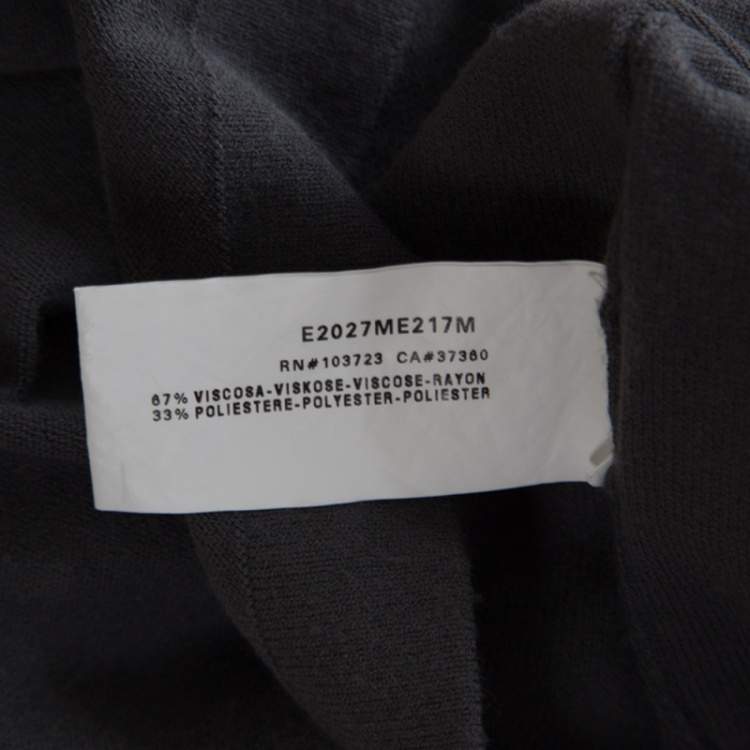 E2027ME217M
RN#103723 CA#37360
67% VISCOSA-VISKOSE-VISCOSE-RAYON
33% POLIESTERE-POLYESTER-POLIESTER